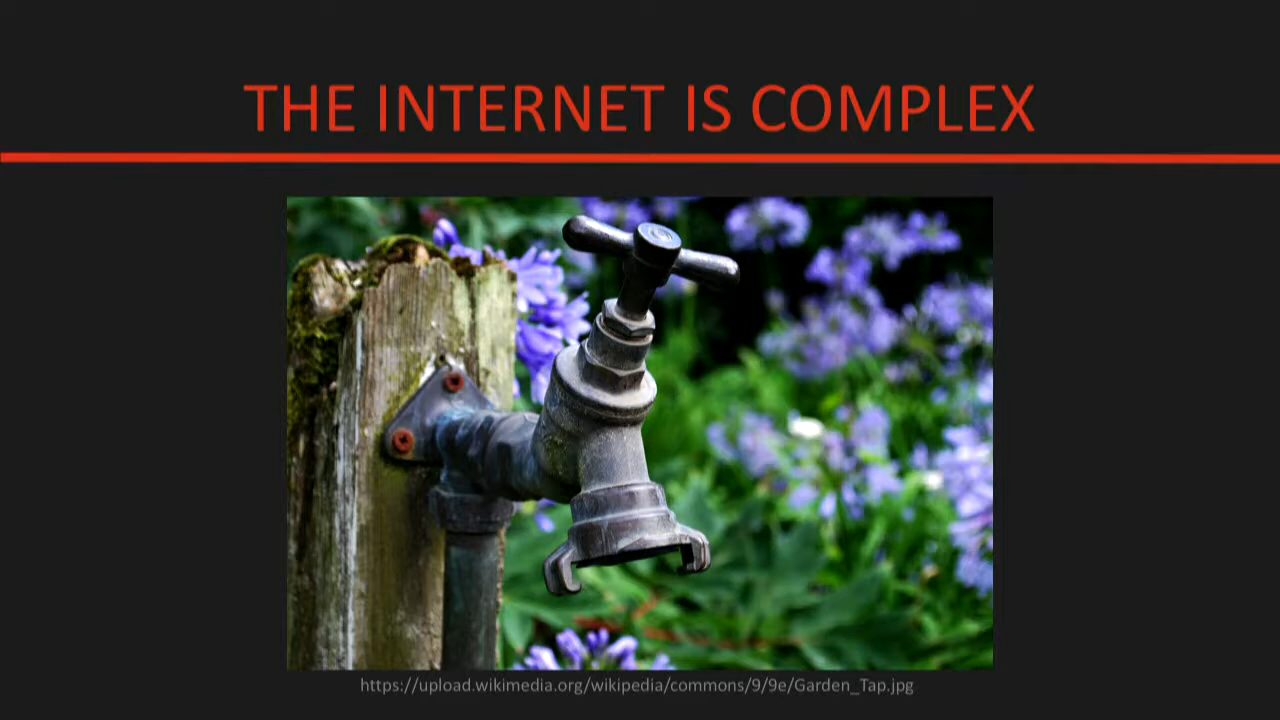 THE INTERNET IS COMPLEX
https://upload.wikimedia.org/wikipedia/commons/9/9e/Garden_Tap.jpg